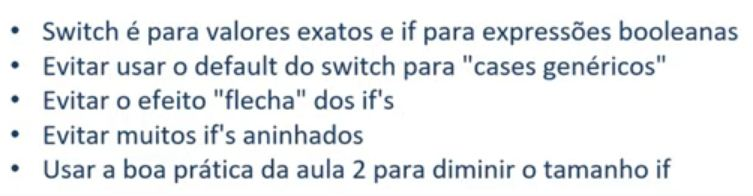 • Switch é para valores exatos e if para expressões booleanas
• Evitar usar o default do switch para "cases genéricos"
• Evitar o efeito "flecha" dos if's
• Evitar muitos if's aninhados
• Usar a boa prática da aula 2 para diminir o tamanho if